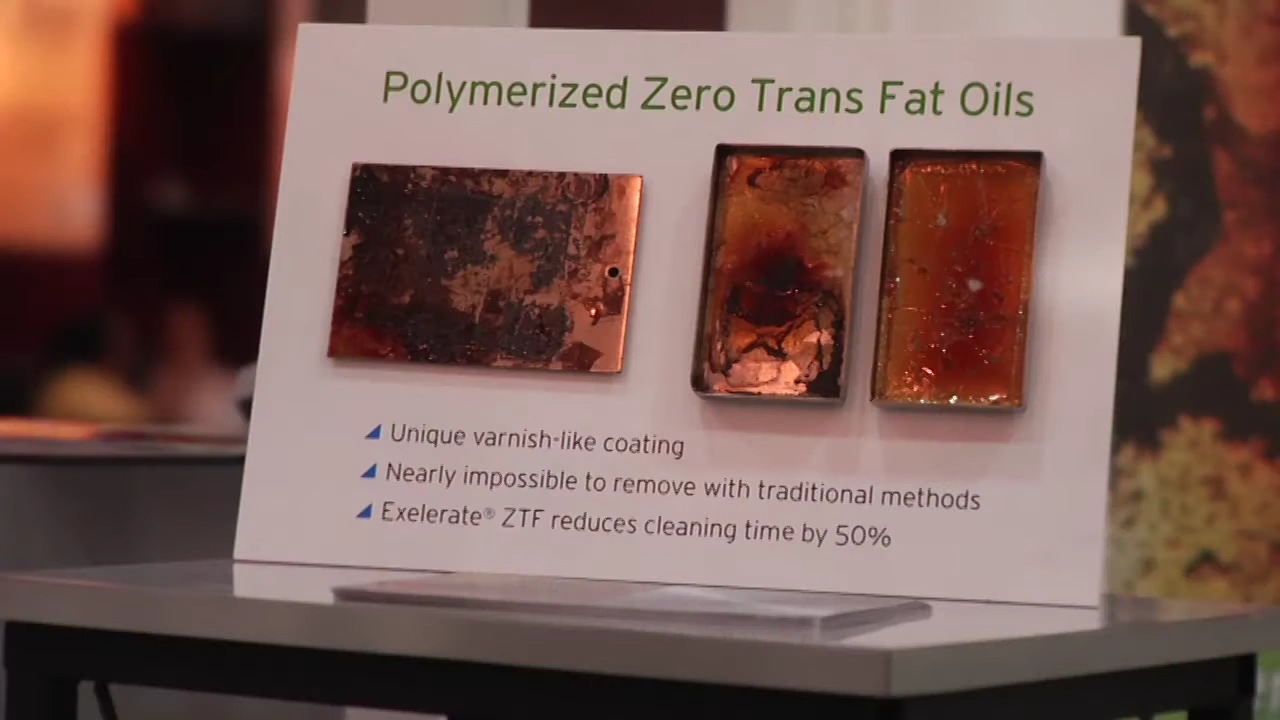 Polymerized Zero Trans Fat Oils
Unique varnish-like coating
Nearly impossible to remove with traditional methods
Exelerate® ZTF reduces cleaning time by 50%